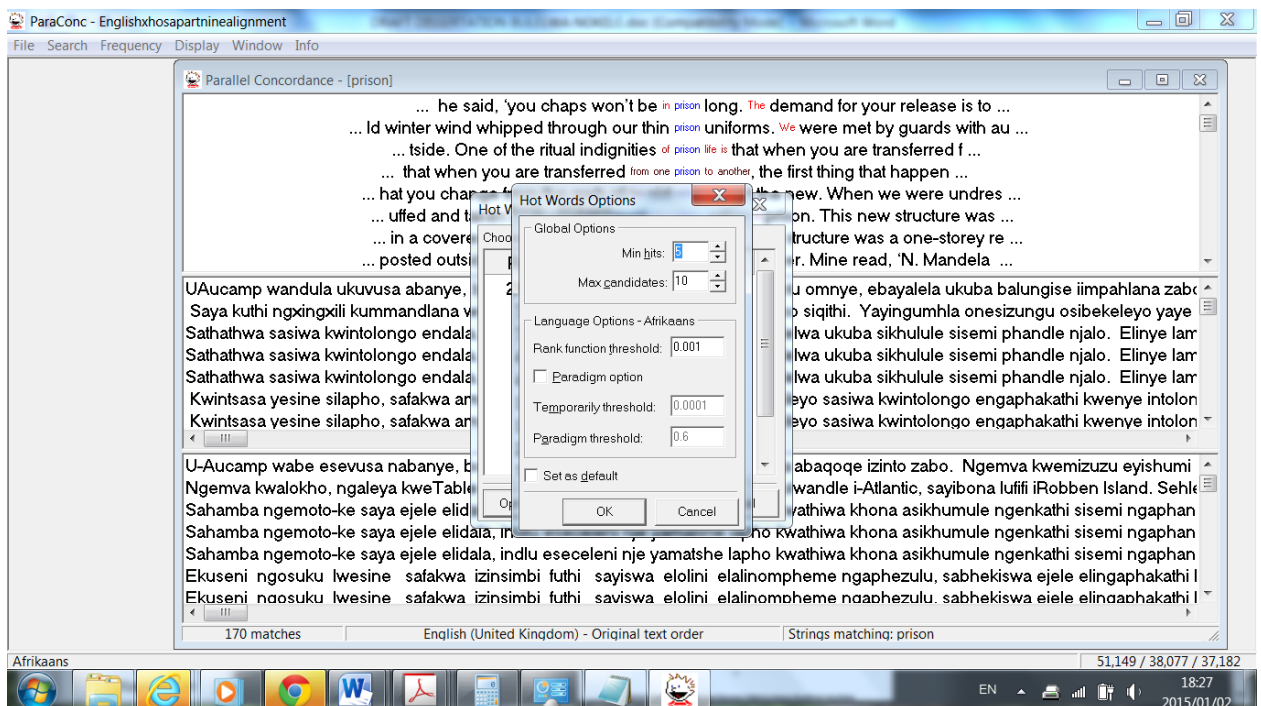 ParaConc - Englishxhosapartninealignment
File Search Frequency Display Window Info
Parallel Concordance - [prison]
... he said, ‘you chaps won’t be in prison long. The demand for your release is to ...
... ld winter wind whipped through our thin prison uniforms. We were met by guards with au ...
... tside. One of the ritual indignities of prison life is that when you are transferred f ...
... that when you are transferred from one prison to another, the first thing that happen ...
... hat you change new. When we were undres ...
... uffed and t on. This new structure was ...
... in a covere tructure was a one-storey re ...
... posted outsi r. Mine read, ‘N. Mandela ...
Hot W
Choo
Hot Words Options
Global Options
Min hits: 5
Max candidates: 10
Language Options - Afrikaans
Rank function threshold: 0.001
Paradigm option
Temporarily threshold: 0.0001
Paradigm threshold: 0.6
Set as default
OK Cancel
Op
UAucamp wandula ukuvusa abanye, 2 u omnye, ebayalela ukuba balungise iimpahlana zabo
Saya kuthi ngxingxili kummandlana v o siqithi. Yayingumhla onesizungu osibekeleyo yaye
Sathathwa sasiwa kwintolongo endala lwa ukuba sikhulule sisemi phandle njalo. Elinye lam
Sathathwa sasiwa kwintolongo endala lwa ukuba sikhulule sisemi phandle njalo. Elinye lam
Sathathwa sasiwa kwintolongo endala lwa ukuba sikhulule sisemi phandle njalo. Elinye lam
Kwintsasa yesine silapho, safakwa an eyo sasiwa kwintolongo engaphakathi kwenye intolon
Kwintsasa yesine silapho, safakwa an eyo sasiwa kwintolongo engaphakathi kwenye intolon
U-Aucamp wabe esevusa nabanye, b abaqoqe izinto zabo. Ngemva kwemizuzu eyishumi
Ngemva kwalokho, ngaleya kweTable wandle i-Atlantic, sayibona lufifi iRobben Island. Sehle
Sahamba ngemoto-ke saya ejele elid vathiwa khona asikhumule ngenkathi sisemi ngaphan
Sahamba ngemoto-ke saya ejele elidala, indlu eseceleni nje yamatshe lapho kwathiwa khona asikhumule ngenkathi sisemi ngaphan
Sahamba ngemoto-ke saya ejele elidala, indlu eseceleni nje yamatshe lapho kwathiwa khona asikhumule ngenkathi sisemi ngaphan
Ekuseni ngosuku lwesine safakwa izinsimbi futhi sayiswa elolini elalinompheme ngaphezulu, sabhekiswa ejele elingaphakathi l
Ekuseni ngosuku lwesine safakwa izinsimbi futhi sayiswa elolini elalinompheme ngaphezulu, sabhekiswa ejele elingaphakathi l
170 matches English (United Kingdom) - Original text order Strings matching: prison
Afrikaans 51,149 / 38,077 / 37,182
EN 18:27
2015/01/02